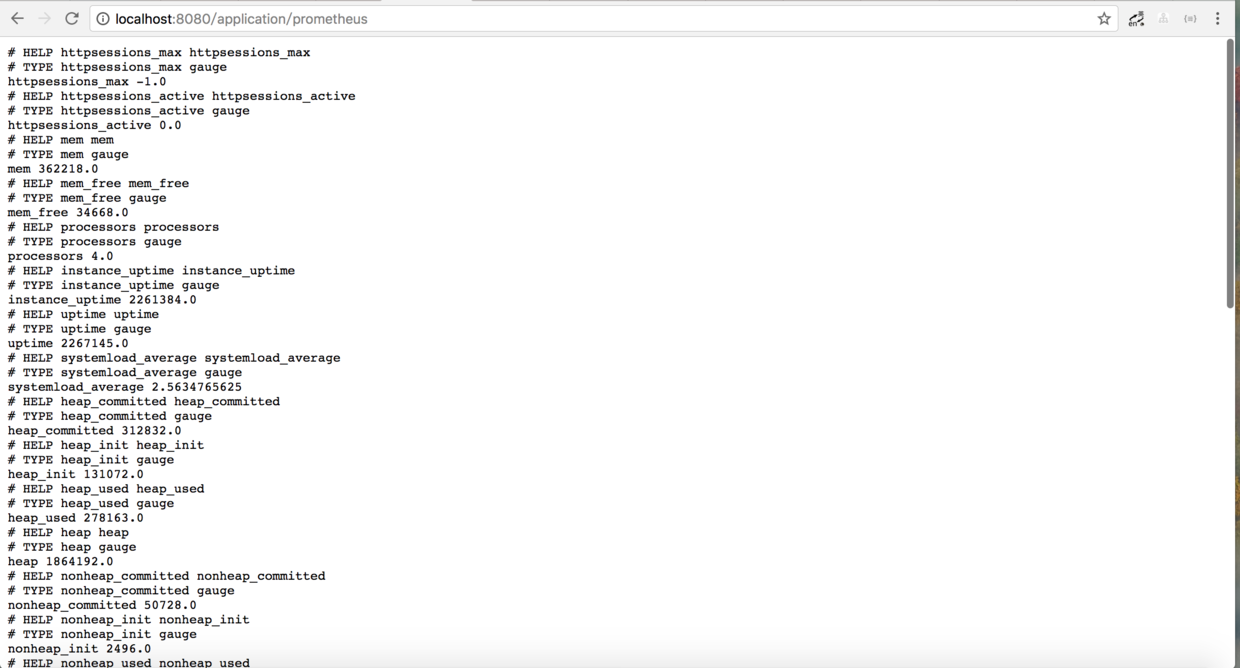 localhost:8080/application/prometheus
# HELP httpsessions_max httpsessions_max
# TYPE httpsessions_max gauge
httpsessions_max -1.0
# HELP httpsessions_active httpsessions_active
# TYPE httpsessions_active gauge
httpsessions_active 0.0
# HELP mem mem
# TYPE mem gauge
mem 362218.0
# HELP mem_free mem_free
# TYPE mem_free gauge
mem_free 34668.0
# HELP processors processors
# TYPE processors gauge
processors 4.0
# HELP instance_uptime instance_uptime
# TYPE instance_uptime gauge
instance_uptime 2261384.0
# HELP uptime uptime
# TYPE uptime gauge
uptime 2267145.0
# HELP systemload_average systemload_average
# TYPE systemload_average gauge
systemload_average 2.5634765625
# HELP heap_committed heap_committed
# TYPE heap_committed gauge
heap_committed 312832.0
# HELP heap_init heap_init
# TYPE heap_init gauge
heap_init 131072.0
# HELP heap_used heap_used
# TYPE heap_used gauge
heap_used 278163.0
# HELP heap heap
# TYPE heap gauge
heap 1864192.0
# HELP nonheap_committed nonheap_committed
# TYPE nonheap_committed gauge
nonheap_committed 50728.0
# HELP nonheap_init nonheap_init
# TYPE nonheap_init gauge
nonheap_init 2496.0
# HELP nonheap_used nonheap_used